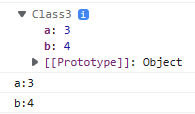 ▼ Class3 i
a: 3
b: 4
▶ [[Prototype]]: Object
a:3
b:4